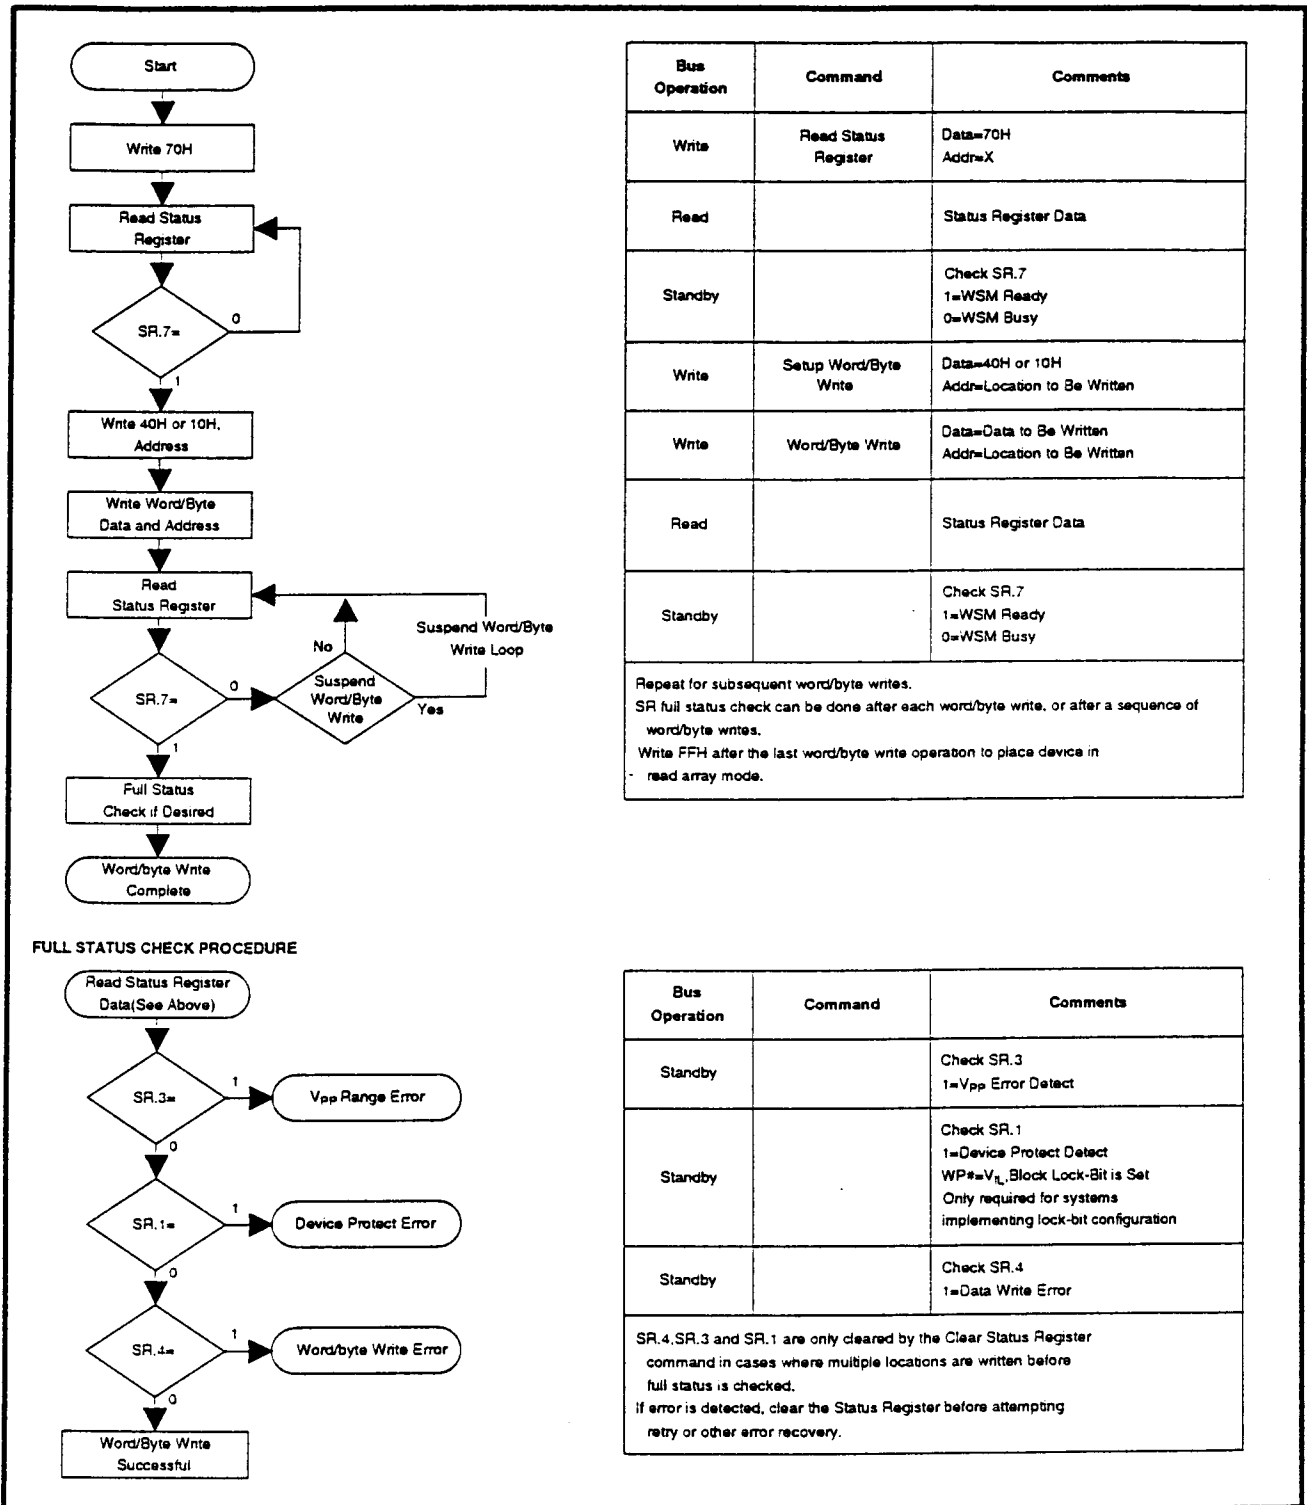 Start
Write 70H
Read Status
Register
SR.7=
0
1
Write 40H or 10H,
Address
Write Word/Byte
Data and Address
Read
Status Register
SR.7=
0
1
No
Suspend
Word/Byte
Write
Yes
Suspend Word/Byte
Write Loop
Full Status
Check if Desired
Word/byte Write
Complete
Bus
Operation
Command
Comments
Write
Read Status
Register
Data=70H
Addr=X
Read
Status Register Data
Standby
Check SR.7
1=WSM Ready
0=WSM Busy
Write
Setup Word/Byte
Write
Data=40H or 10H
Addr=Location to Be Written
Write
Word/Byte Write
Data=Data to Be Written
Addr=Location to Be Written
Read
Status Register Data
Standby
Check SR.7
1=WSM Ready
0=WSM Busy
Repeat for subsequent word/byte writes.
SR full status check can be done after each word/byte write, or after a sequence of
word/byte writes.
Write FFH after the last word/byte write operation to place device in
read array mode.
FULL STATUS CHECK PROCEDURE
Read Status Register
Data(See Above)
SR.3=
1
VPP Range Error
0
SR.1=
1
Device Protect Error
0
SR.4=
1
Word/byte Write Error
0
Word/Byte Write
Successful
Bus
Operation
Command
Comments
Standby
Check SR.3
1=VPP Error Detect
Standby
Check SR.1
1=Device Protect Detect
WP#=VIL,Block Lock-Bit is Set
Only required for systems
implementing lock-bit configuration
Standby
Check SR.4
1=Data Write Error
SR.4,SR.3 and SR.1 are only cleared by the Clear Status Register
command in cases where multiple locations are written before
full status is checked.
If error is detected, clear the Status Register before attempting
retry or other error recovery.